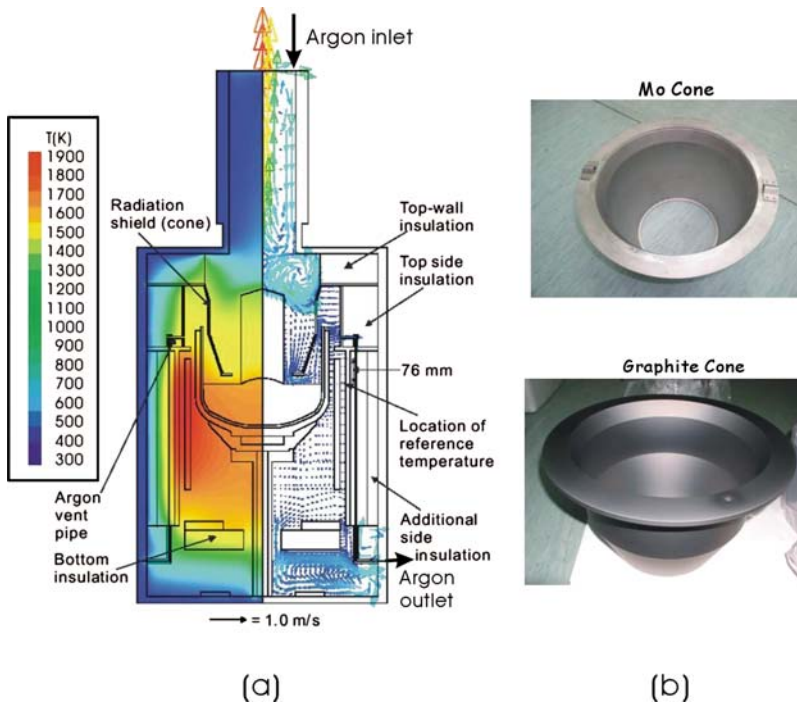 Argon inlet
T(K)
1900
1800
1700
1600
1500
1400
1300
1200
1100
1000
900
800
700
600
500
400
300
Radiation
shield (cone)
Top-wall
insulation
Top side
insulation
76 mm
Location of
reference
temperature
Argon
vent
pipe
Bottom
insulation
Additional
side
insulation
Argon
outlet
= 1.0 m/s
(a)
Mo Cone
Graphite Cone
(b)